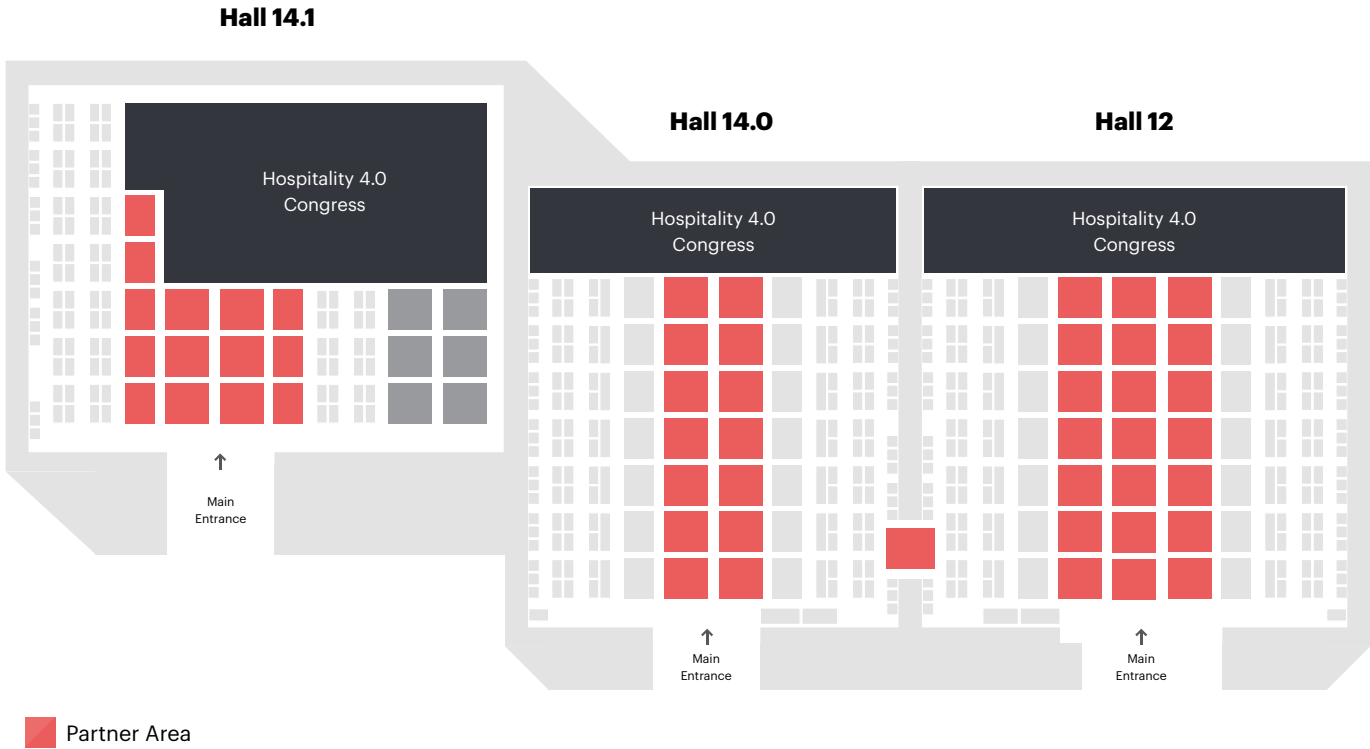 Hall 14.1
Hall 14.0
Hall 12
Hospitality 4.0
Congress
Hospitality 4.0
Congress
Hospitality 4.0
Congress
Main
Entrance
Main
Entrance
Main
Entrance
Partner Area